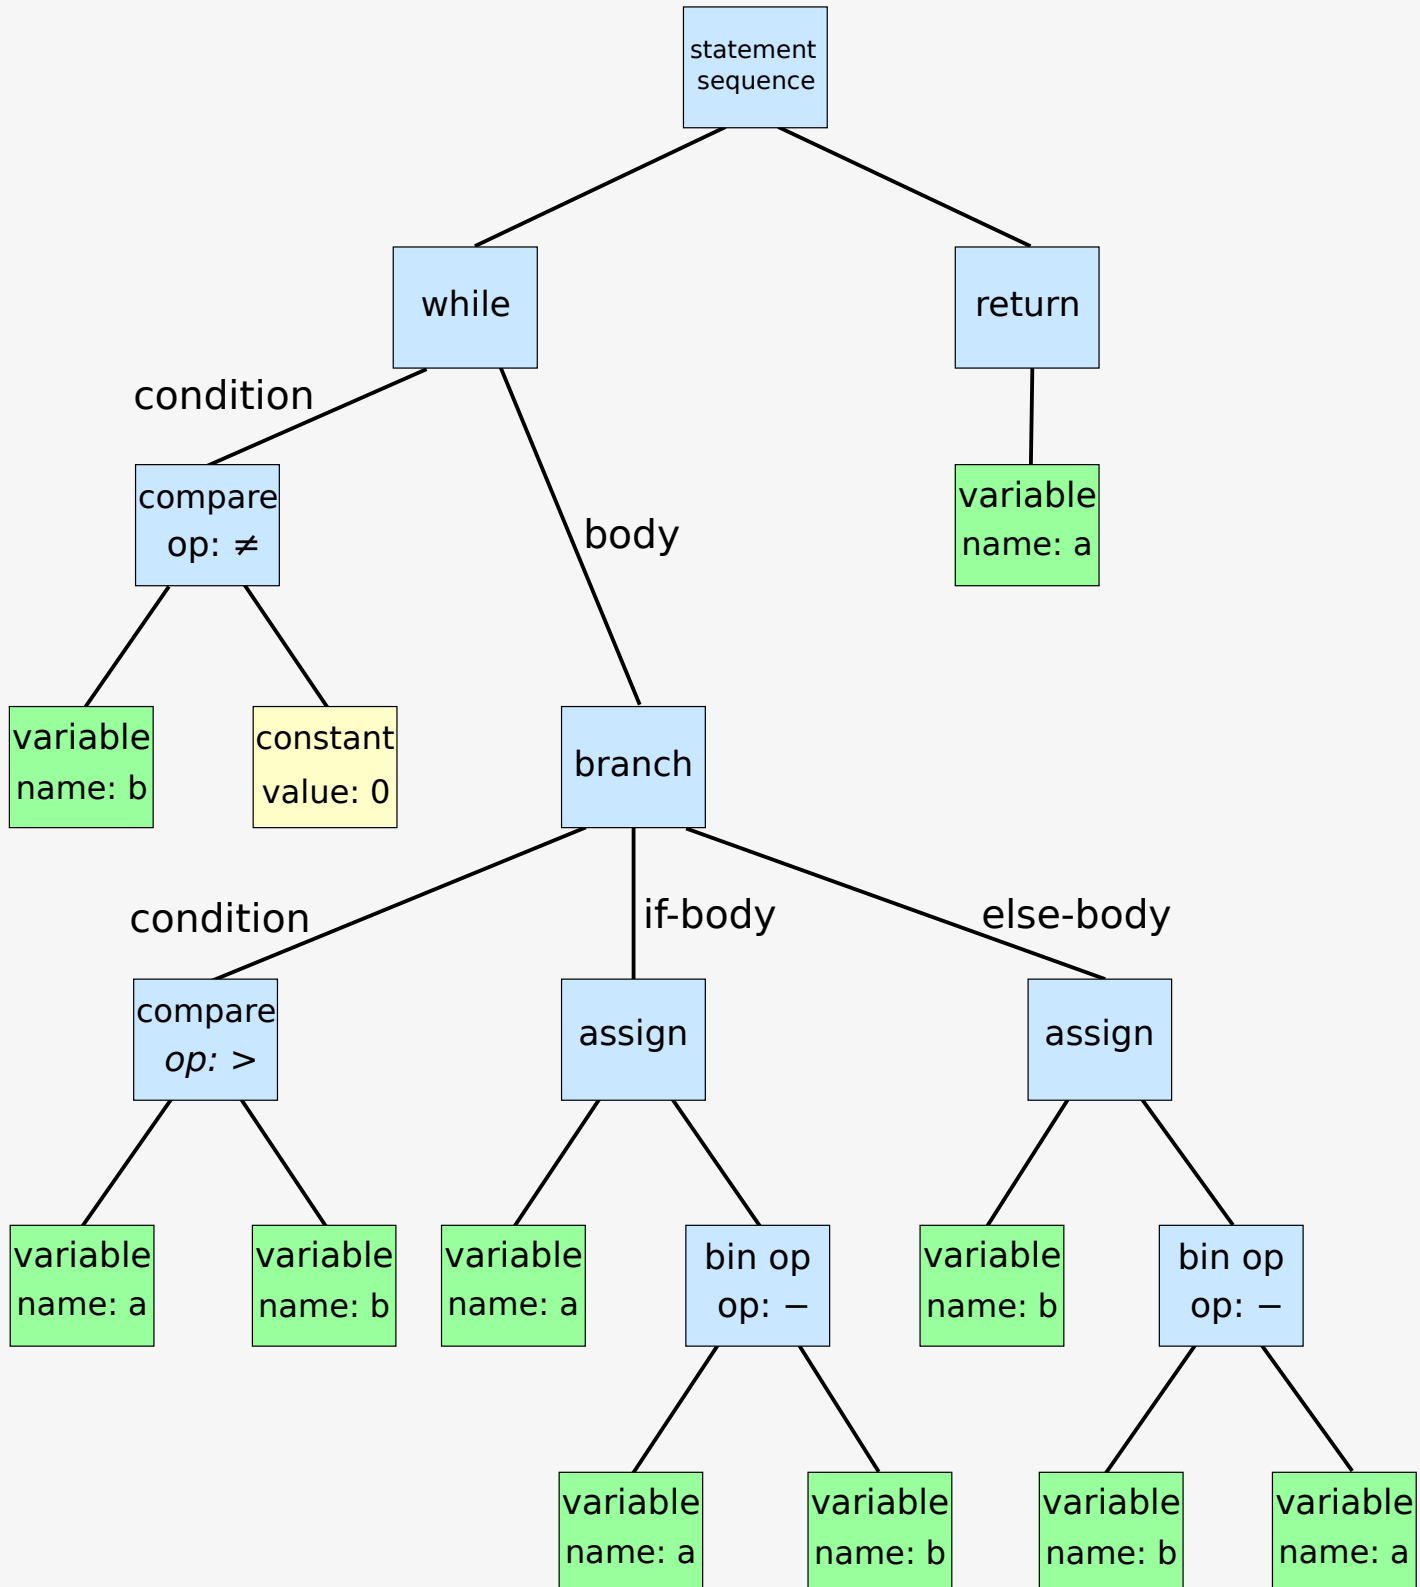 statement
sequence
while
return
condition
compare
op: ≠
body
variable
name: a
variable
name: b
constant
value: 0
branch
condition
if-body
else-body
compare
op: >
assign
assign
variable
name: a
variable
name: b
variable
name: a
bin op
op: −
variable
name: b
bin op
op: −
variable
name: a
variable
name: b
variable
name: b
variable
name: a